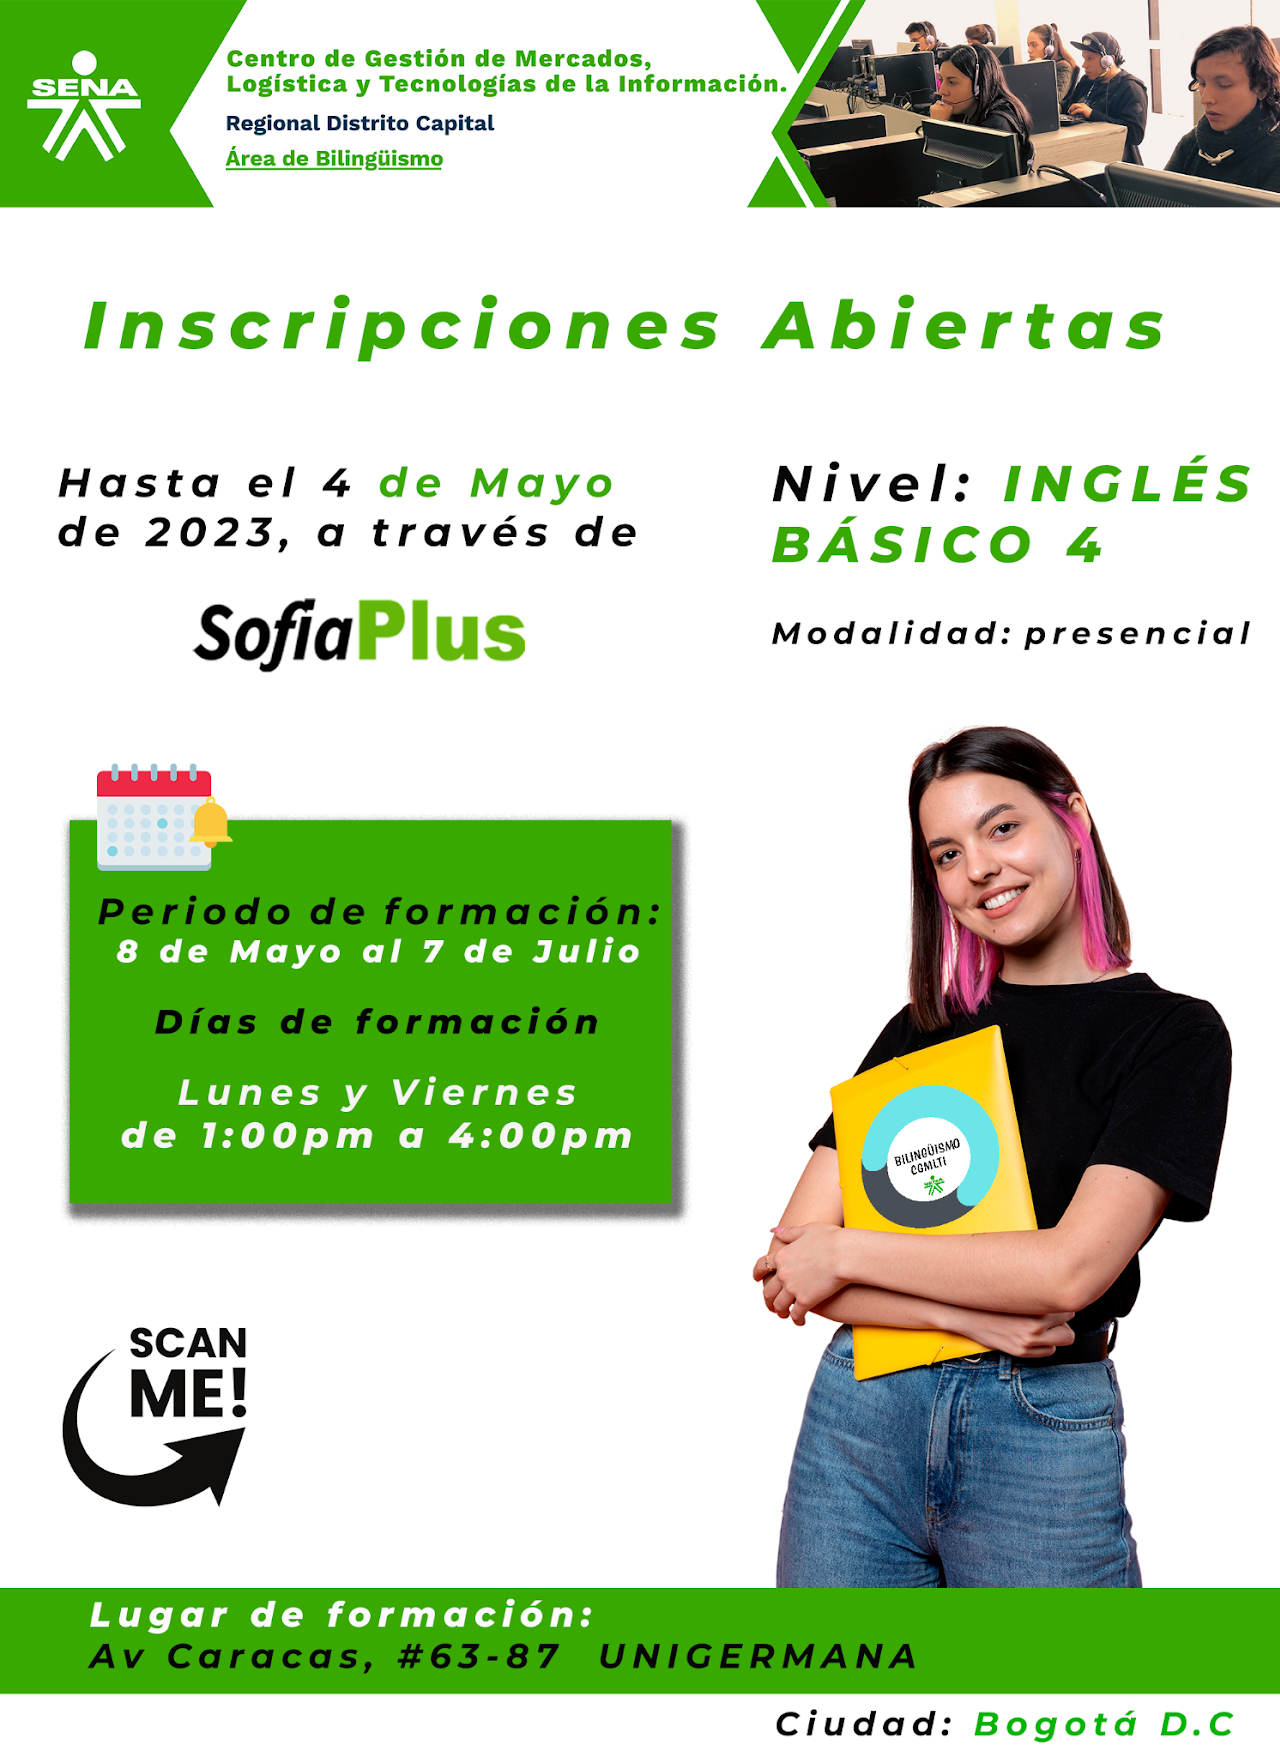 SENA
Centro de Gestión de Mercados,
Logística y Tecnologías de la Información.
Regional Distrito Capital
Área de Bilingüismo
Inscripciones Abiertas
Hasta el 4 de Mayo
de 2023, a través de
SofiaPlus
Nivel: INGLÉS
BÁSICO 4
Modalidad: presencial
Periodo de formación:
8 de Mayo al 7 de Julio
Días de formación
Lunes y Viernes
de 1:00pm a 4:00pm
BILINGÜISMO
CGMLTI
SCAN
ME!
Lugar de formación:
Av Caracas, #63-87 UNIGERMANA
Ciudad: Bogotá D.C